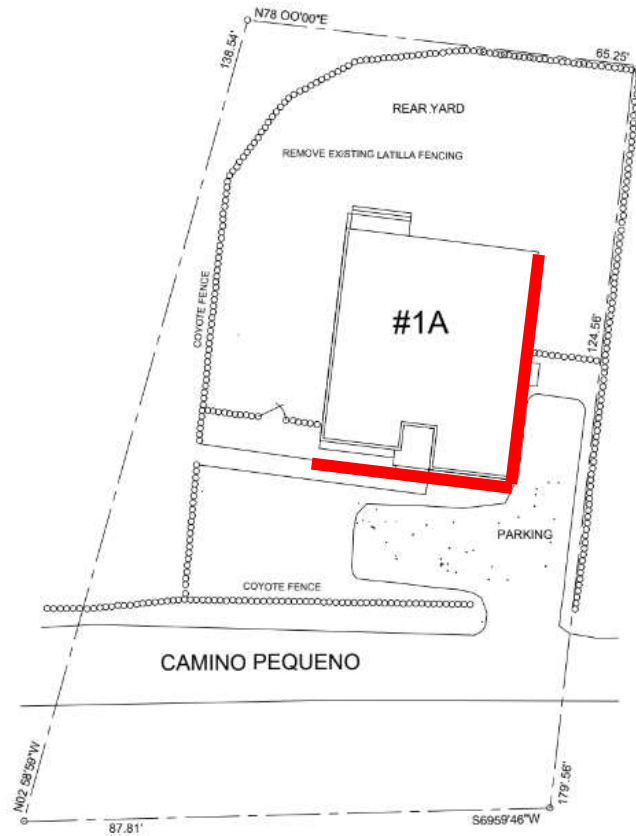 N78 OO'00"E
65 25'
138.54'
REAR.YARD
REMOVE EXISTING LATILLA FENCING
COYOTE FENCE
#1A
124.56'
PARKING
COYOTE FENCE
CAMINO PEQUENO
N02 58'59"W
179'.56'
87.81'
S6959'46"W